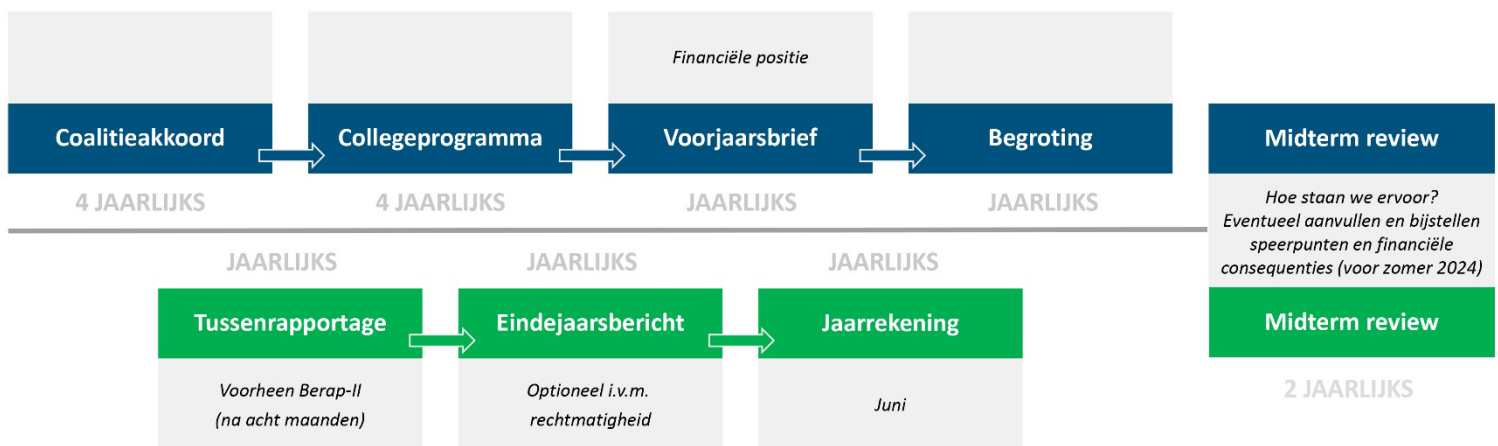 Financiële positie
Coalitieakkoord
Collegeprogramma
Voorjaarsbrief
Begroting
Midterm review
4 JAARLIJKS
4 JAARLIJKS
JAARLIJKS
JAARLIJKS
Hoe staan we ervoor?
Eventueel aanvullen en bijstellen
speerpunten en financiële
consequenties (voor zomer 2024)
JAARLIJKS
JAARLIJKS
JAARLIJKS
Tussenrapportage
Eindejaarsbericht
Jaarrekening
Midterm review
Voorheen Berap-II
(na acht maanden)
Optioneel i.v.m.
rechtmatigheid
Juni
2 JAARLIJKS